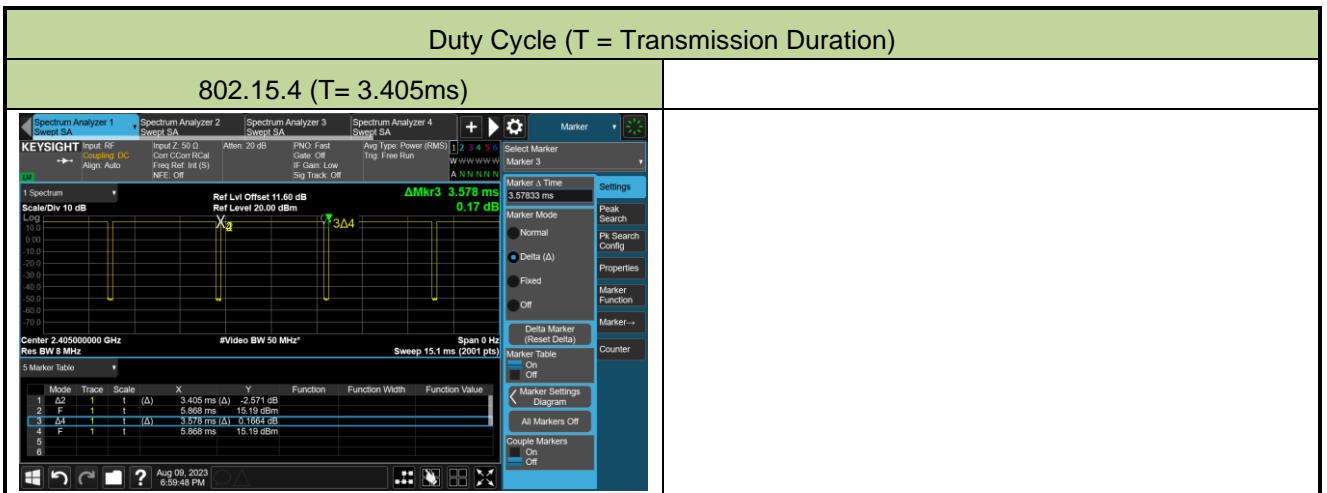 Duty Cycle (T = Transmission Duration)
802.15.4 (T= 3.405ms)
Spectrum Analyzer 1 Swept SA
Spectrum Analyzer 2 Swept SA
Spectrum Analyzer 3 Swept SA
Spectrum Analyzer 4 Swept SA
+
Marker
KEYSIGHT Input: RF Input Z: 50 Ω Atten: 20 dB PNO: Fast Avg Type: Power (RMS) 1 2 3 4 5 6
Coupling: DC Corr CCorr RCal Gate: Off Trig: Free Run
Align: Auto Freq Ref: Int (S) IF Gain: Low W W W W W W
NFE: Off Sig Track: Off A N N N N N
Select Marker
Marker 3
1 Spectrum
Scale/Div 10 dB
Ref Lvl Offset 11.60 dB
Ref Level 20.00 dBm
ΔMkr3 3.578 ms
0.17 dB
Log
10.0
0.00
-10.0
-20.0
-30.0
-40.0
-50.0
-60.0
-70.0
3Δ4
Center 2.405000000 GHz #Video BW 50 MHz* Span 0 Hz
Res BW 8 MHz Sweep 15.1 ms (2001 pts)
5 Marker Table
Mode Trace Scale X Y Function Function Width Function Value
1 Δ2 1 t (Δ) 3.405 ms (Δ) -2.571 dB
2 F 1 t 5.868 ms 15.19 dBm
3 Δ4 1 t (Δ) 3.578 ms (Δ) 0.1664 dB
4 F 1 t 5.868 ms 15.19 dBm
5
6
Marker Δ Time
3.57833 ms
Marker Mode
Normal
Delta (Δ)
Fixed
Off
Delta Marker
(Reset Delta)
Marker Table
On
Off
Marker Settings
Diagram
All Markers Off
Couple Markers
On
Off
Settings
Peak
Search
Pk Search
Config
Properties
Marker
Function
Marker→
Counter
?
Aug 09, 2023
6:59:48 PM